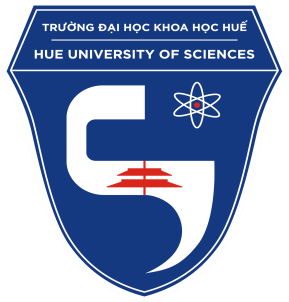 TRƯỜNG ĐẠI HỌC KHOA HỌC HUẾ
HUE UNIVERSITY OF SCIENCES